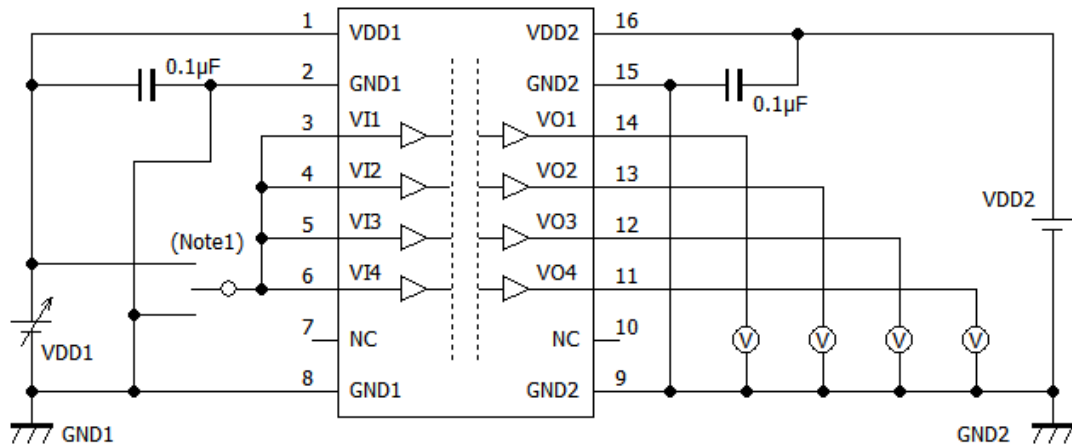 1 VDD1 VDD2 16
0.1μF 2 GND1 GND2 15
0.1μF
3 VI1 VO1 14
4 VI2 VO2 13
5 VI3 VO3 12
VDD2
(Note1)
6 VI4 VO4 11
7 NC NC 10
VDD1
V V V V
8 GND1 GND2 9
GND1 GND2